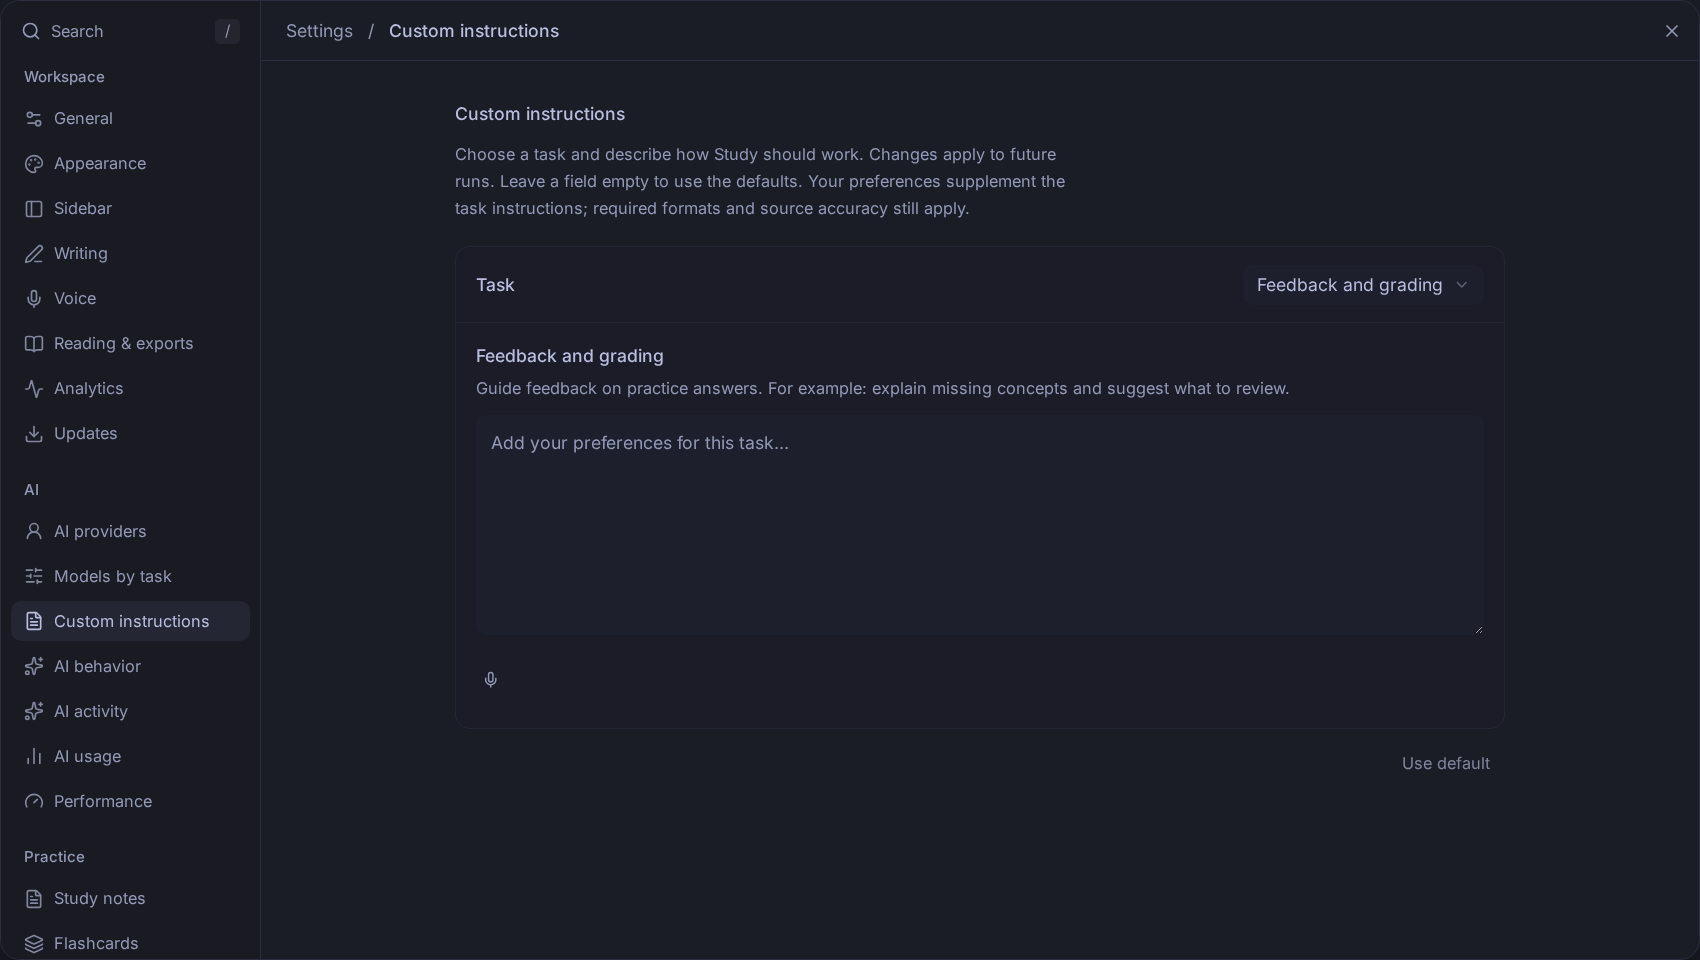 Search /
Settings / Custom instructions
Workspace
General
Appearance
Sidebar
Writing
Voice
Reading & exports
Analytics
Updates
AI
AI providers
Models by task
Custom instructions
AI behavior
AI activity
AI usage
Performance
Practice
Study notes
Flashcards
Custom instructions
Choose a task and describe how Study should work. Changes apply to future
runs. Leave a field empty to use the defaults. Your preferences supplement the
task instructions; required formats and source accuracy still apply.
Task
Feedback and grading
Feedback and grading
Guide feedback on practice answers. For example: explain missing concepts and suggest what to review.
Add your preferences for this task...
Use default